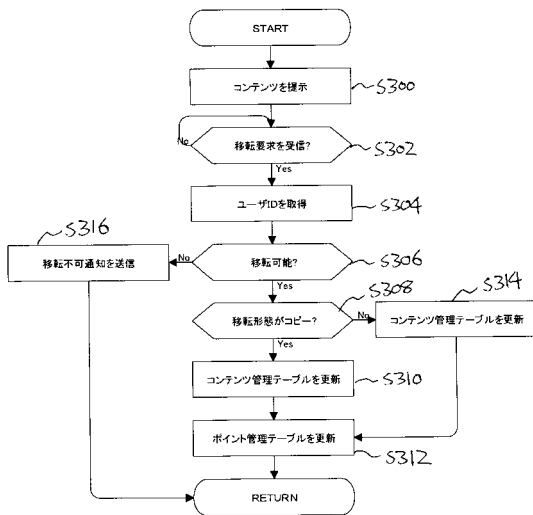 START
コンテンツを提示
S300
No
移転要求を受信?
S302
Yes
ユーザIDを取得
S304
S316
移転不可通知を送信
No
移転可能?
S306
Yes
S308
S314
移転形態がコピー?
No
コンテンツ管理テーブルを更新
Yes
コンテンツ管理テーブルを更新
S310
ポイント管理テーブルを更新
S312
RETURN